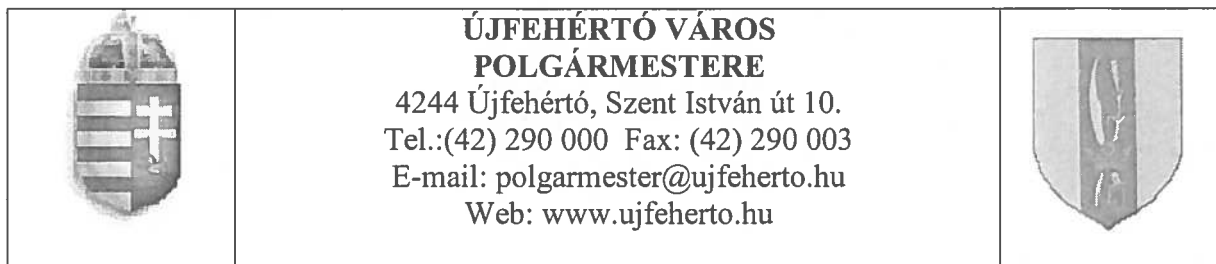 ÚJFEHÉRTÓ VÁROS
POLGÁRMESTERE
4244 Újfehértó, Szent István út 10.
Tel.:(42) 290 000 Fax: (42) 290 003
E-mail: polgarmester@ujfeherto.hu
Web: www.ujfeherto.hu